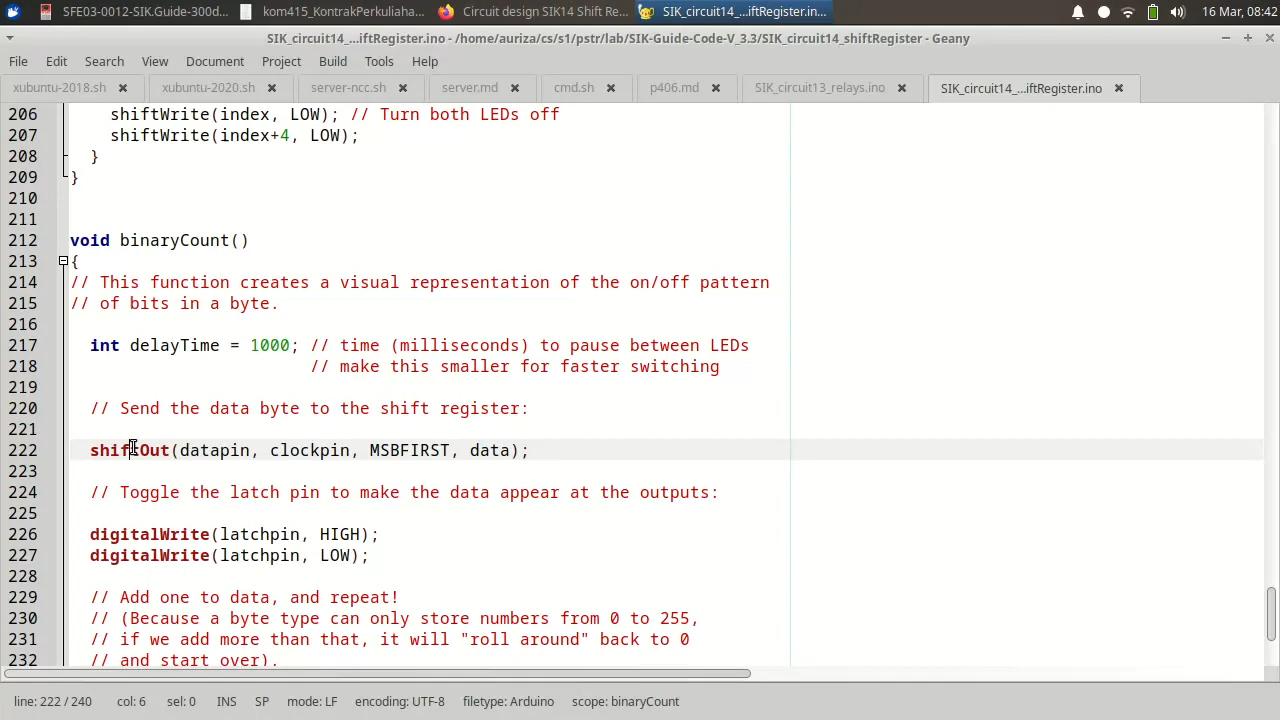 SFE03-0012-SIK.Guide-300d... kom415_KontrakPerkuliaha... Circuit design SIK14 Shift Re... SIK_circuit14_...iftRegister.in... 16 Mar, 08:42
SIK_circuit14_...iftRegister.ino - /home/auriza/cs/s1/pstr/lab/SIK-Guide-Code-V_3.3/SIK_circuit14_shiftRegister - Geany
File Edit Search View Document Project Build Tools Help
xubuntu-2018.sh xubuntu-2020.sh server-ncc.sh server.md cmd.sh p406.md SIK_circuit13_relays.ino SIK_circuit14_...iftRegister.ino
206 shiftWrite(index, LOW); // Turn both LEDs off
207 shiftWrite(index+4, LOW);
208 }
209 }
210
211
212 void binaryCount()
213 {
214 // This function creates a visual representation of the on/off pattern
215 // of bits in a byte.
216
217 int delayTime = 1000; // time (milliseconds) to pause between LEDs
218 // make this smaller for faster switching
219
220 // Send the data byte to the shift register:
221
222 shiftOut(datapin, clockpin, MSBFIRST, data);
223
224 // Toggle the latch pin to make the data appear at the outputs:
225
226 digitalWrite(latchpin, HIGH);
227 digitalWrite(latchpin, LOW);
228
229 // Add one to data, and repeat!
230 // (Because a byte type can only store numbers from 0 to 255,
231 // if we add more than that, it will "roll around" back to 0
232 // and start over).
line: 222 / 240 col: 6 sel: 0 INS SP mode: LF encoding: UTF-8 filetype: Arduino scope: binaryCount